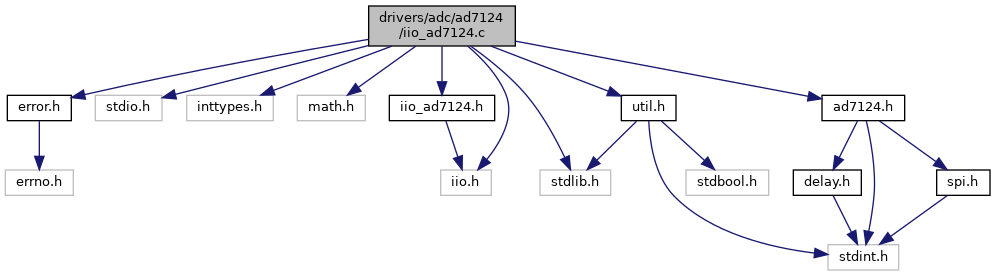 drivers/adc/ad7124
/iio_ad7124.c
error.h
stdio.h
inttypes.h
math.h
iio_ad7124.h
util.h
ad7124.h
errno.h
iio.h
stdlib.h
stdbool.h
delay.h
spi.h
stdint.h